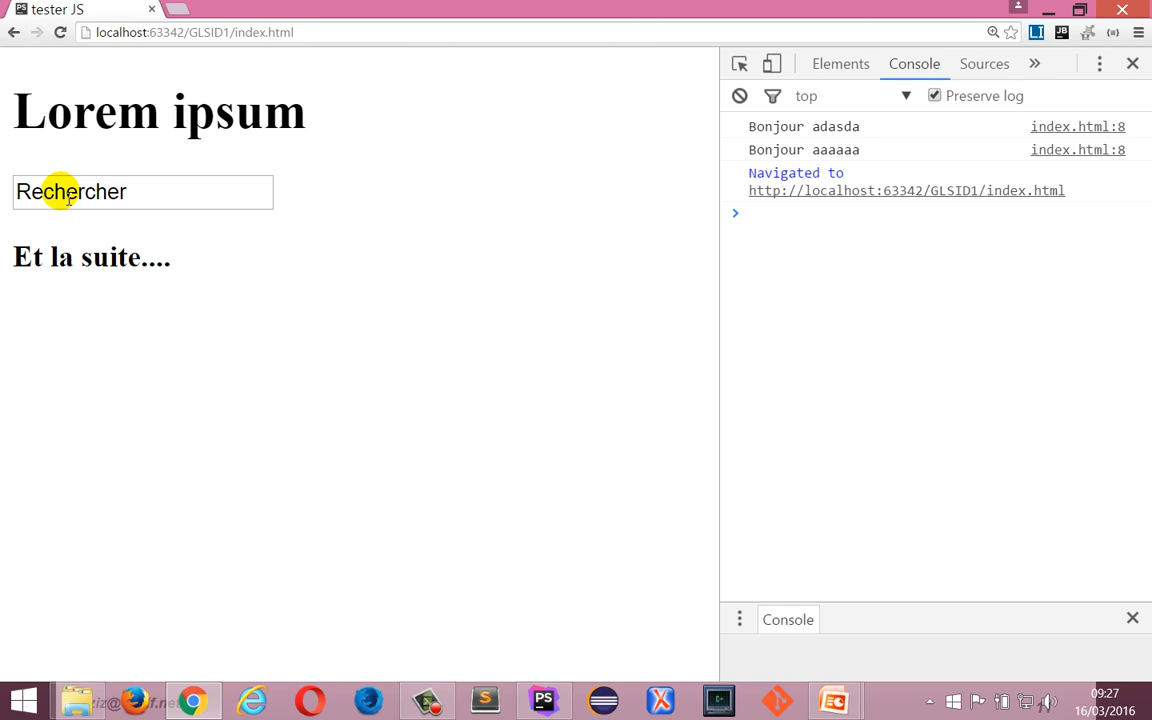 tester JS
localhost:63342/GLSID1/index.html
Lorem ipsum
Rechercher
Et la suite....
Elements Console Sources »
top Preserve log
Bonjour adasda index.html:8
Bonjour aaaaaa index.html:8
Navigated to
http://localhost:63342/GLSID1/index.html
Console
09:27
16/03/2016